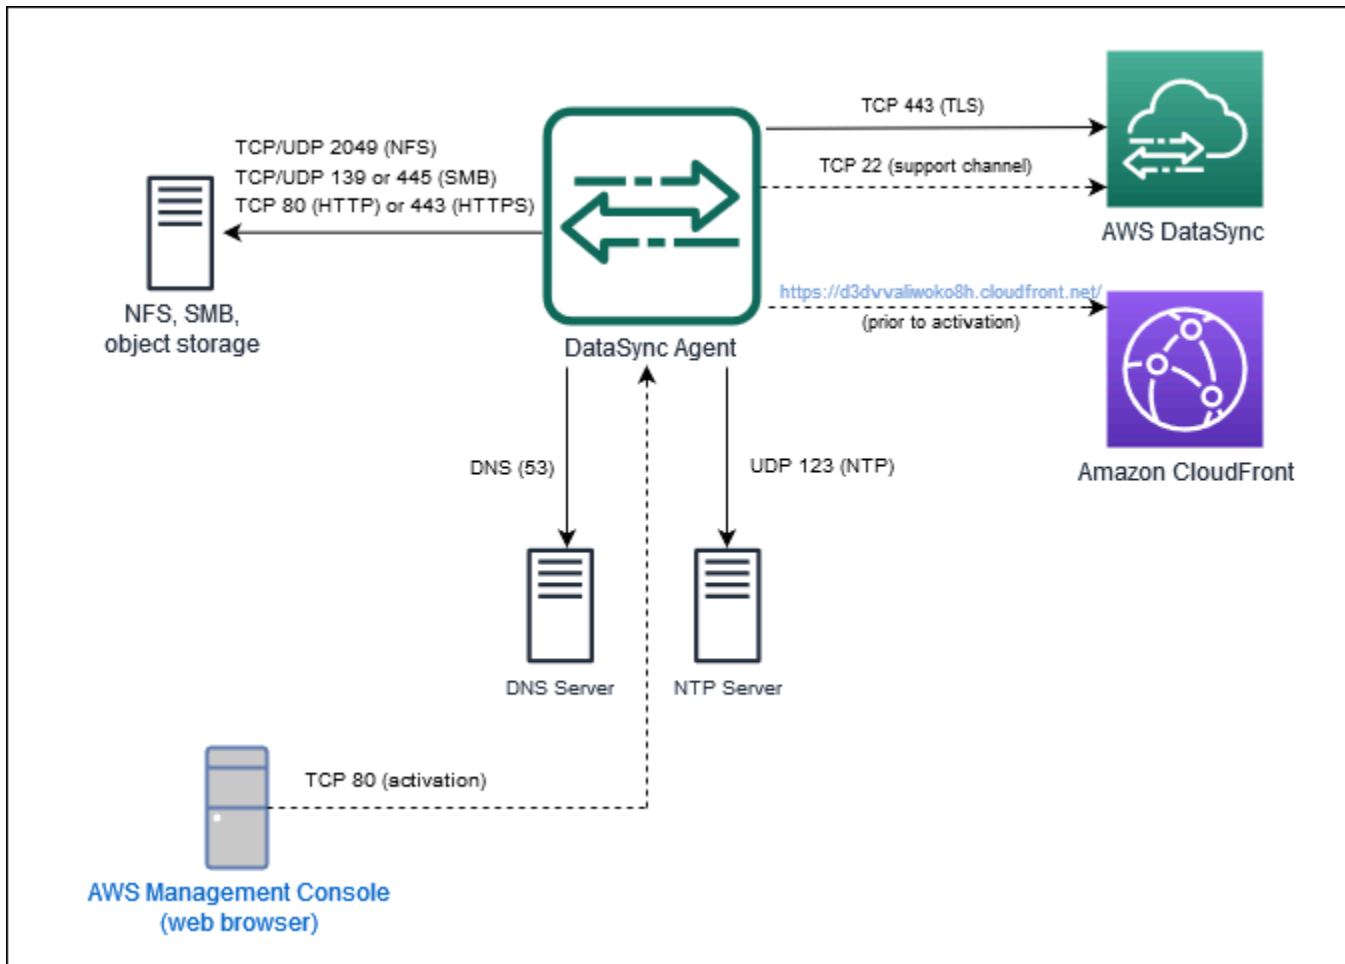 TCP 443 (TLS)
TCP/UDP 2049 (NFS)
TCP/UDP 139 or 445 (SMB)
TCP 80 (HTTP) or 443 (HTTPS)
TCP 22 (support channel)
AWS DataSync
https://d3dvvaliwoko8h.cloudfront.net/
(prior to activation)
NFS, SMB,
object storage
DataSync Agent
Amazon CloudFront
DNS (53)
UDP 123 (NTP)
DNS Server
NTP Server
TCP 80 (activation)
AWS Management Console
(web browser)